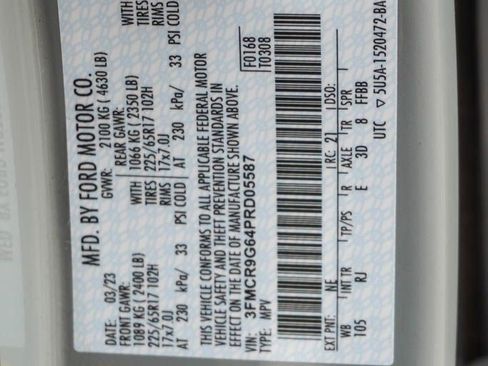 MFD. BY FORD MOTOR CO.
DATE: 03/23 GVWR: 2100 KG ( 4630 LB)
FRONT GAWR: REAR GAWR:
1089 KG ( 2400 LB) 1066 KG ( 2350 LB) WITH
225/65R17 102H WITH TIRES 225/65R17 102H TIRES
17x7.0J RIMS 17x7.0J RIMS
AT 230 kPa/ 33 PSI COLD AT 230 kPa/ 33 PSI COLD
THIS VEHICLE CONFORMS TO ALL APPLICABLE FEDERAL MOTOR
VEHICLE SAFETY AND THEFT PREVENTION STANDARDS IN
EFFECT ON THE DATE OF MANUFACTURE SHOWN ABOVE.
VIN: 3FMCR9G64PRD05587 F0168
TYPE: MPV T0308
EXT PNT: NE RC: 21 DSO:
WB INT TR TP/PS R AXLE TR SPR
105 RJ E 3D 8 FFBB
UTC ▽ 5U5A-1520472-BA